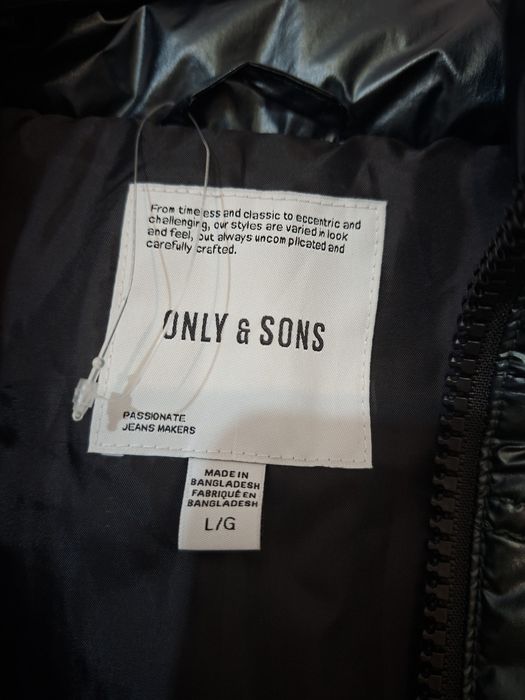 From timeless and classic to eccentric and
challenging, our styles are varied in look
and feel, but always uncomplicated and
carefully crafted.
ONLY & SONS
PASSIONATE
JEANS MAKERS
MADE IN
BANGLADESH
FABRIQUÉ EN
BANGLADESH
L/G